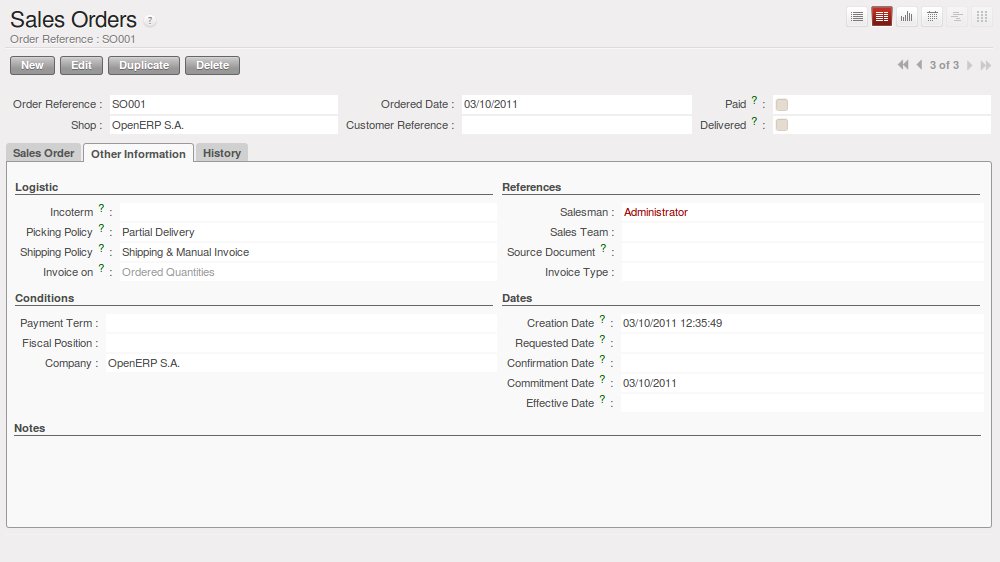 Sales Orders ?
Order Reference : SO001
New Edit Duplicate Delete 3 of 3
Order Reference : SO001 Ordered Date : 03/10/2011 Paid ? :
Shop : OpenERP S.A. Customer Reference : Delivered ? :
Sales Order Other Information History
Logistic References
Incoterm ? : Salesman : Administrator
Picking Policy ? : Partial Delivery Sales Team :
Shipping Policy ? : Shipping & Manual Invoice Source Document ? :
Invoice on ? : Ordered Quantities Invoice Type :
Conditions Dates
Payment Term : Creation Date ? : 03/10/2011 12:35:49
Fiscal Position : Requested Date ? :
Company : OpenERP S.A. Confirmation Date ? :
Commitment Date ? : 03/10/2011
Effective Date ? :
Notes